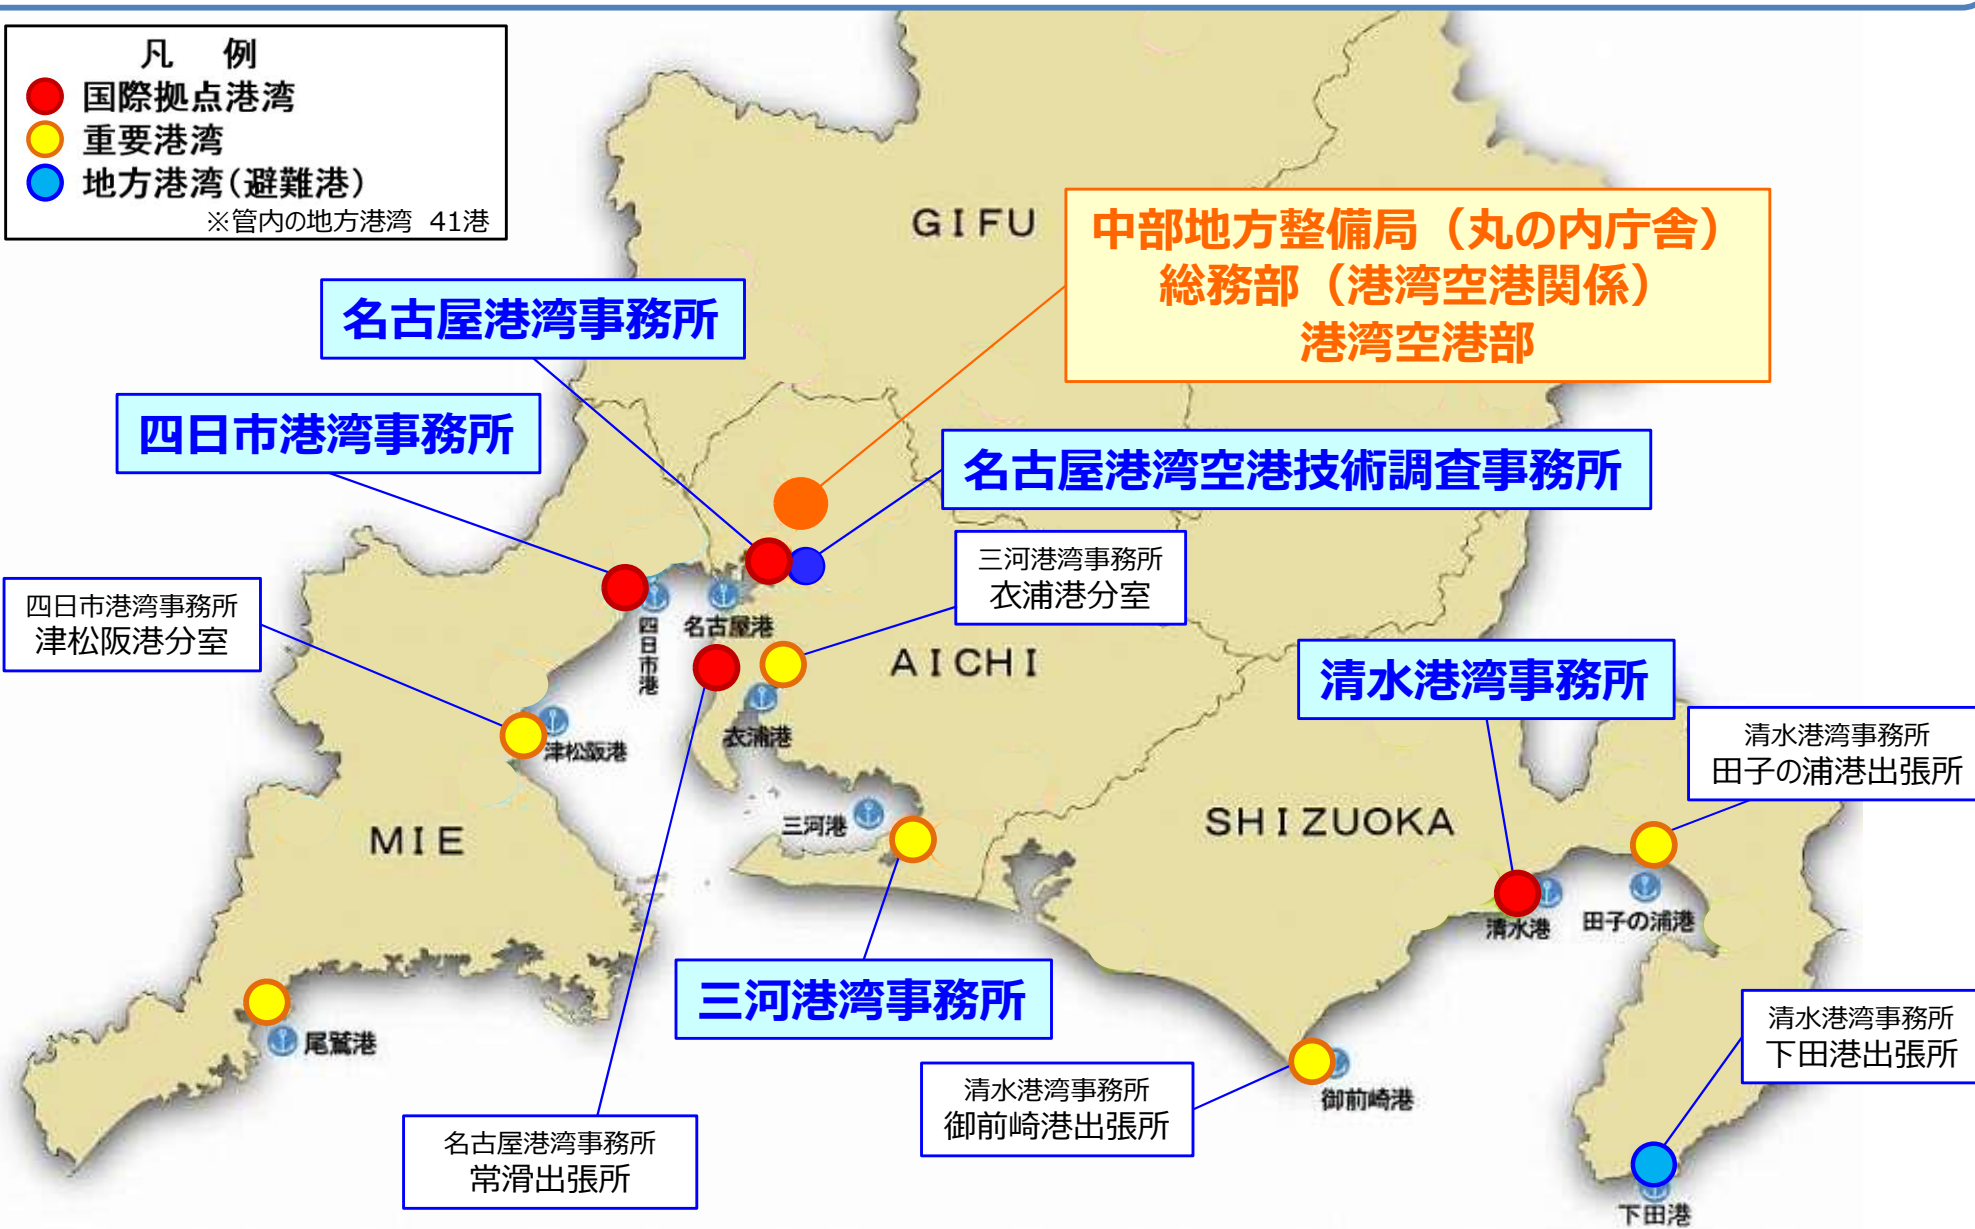 凡 例
国際拠点港湾
重要港湾
地方港湾(避難港)
※管内の地方港湾 41港
GIFU
中部地方整備局（丸の内庁舎）
総務部（港湾空港関係）
港湾空港部
名古屋港湾事務所
四日市港湾事務所
名古屋港湾空港技術調査事務所
三河港湾事務所
衣浦港分室
四日市港湾事務所
津松阪港分室
四日市港
名古屋港
AICHI
清水港湾事務所
衣浦港
津松阪港
清水港湾事務所
田子の浦港出張所
三河港
SHIZUOKA
MIE
清水港
田子の浦港
三河港湾事務所
尾鷲港
清水港湾事務所
下田港出張所
清水港湾事務所
御前崎港出張所
御前崎港
名古屋港湾事務所
常滑出張所
下田港